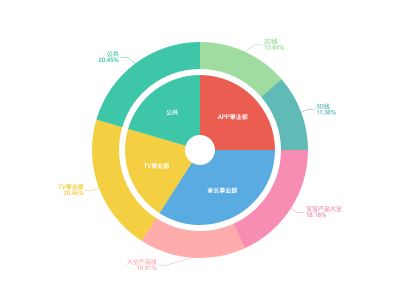 2D线
13.64%
3D线
11.36%
公共
20.45%
公共
APP事业部
TV事业部
家长事业部
TV事业部
20.46%
宝宝产品大全
18.18%
大全产品线
15.91%